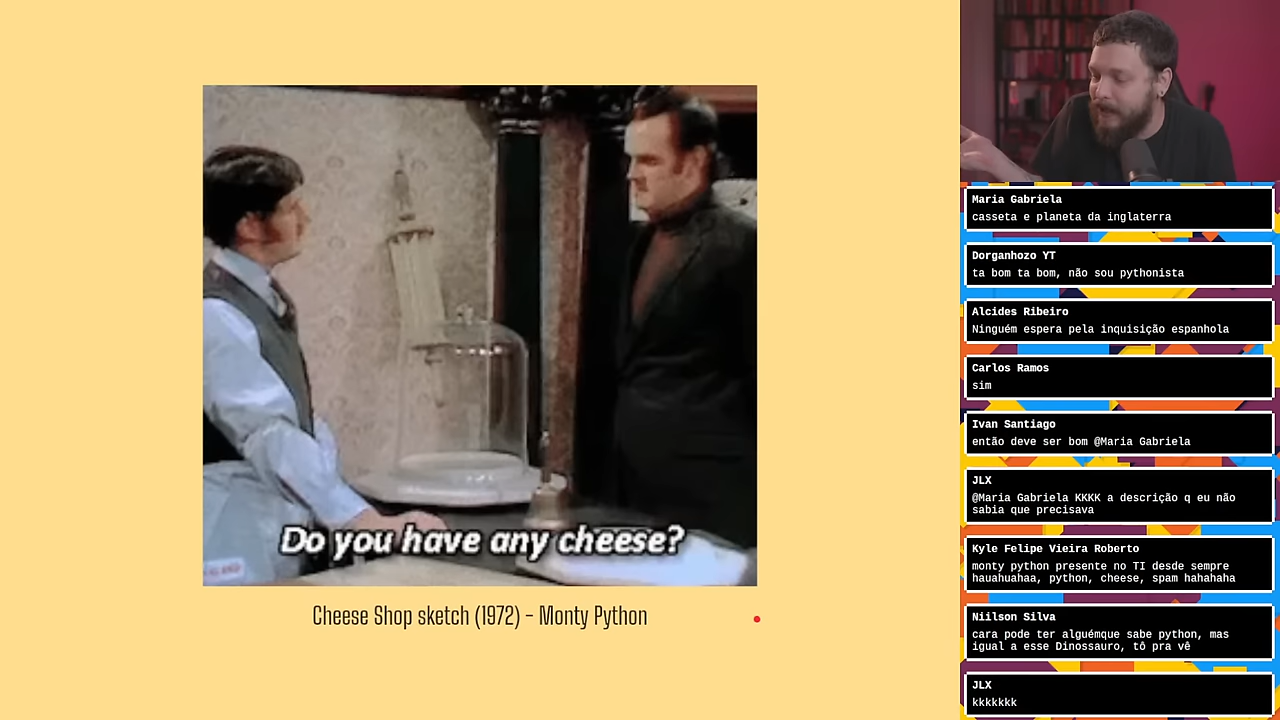 Do you have any cheese?
Cheese Shop sketch (1972) - Monty Python
Maria Gabriela
casseta e planeta da inglaterra
Dorganhozo YT
ta bom ta bom, não sou pythonista
Alcides Ribeiro
Ninguém espera pela inquisição espanhola
Carlos Ramos
sim
Ivan Santiago
então deve ser bom @Maria Gabriela
JLX
@Maria Gabriela KKKK a descrição q eu não
sabia que precisava
Kyle Felipe Vieira Roberto
monty python presente no TI desde sempre
hauahuahaa, python, cheese, spam hahahaha
Niilson Silva
cara pode ter alguémque sabe python, mas
igual a esse Dinossauro, tô pra vê
JLX
kkkkkkk